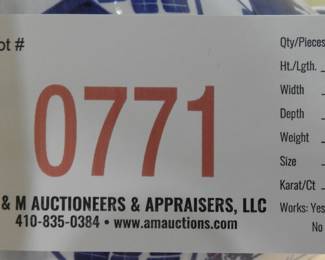 ot #
0771
& M AUCTIONEERS & APPRAISERS, LLC
410-835-0384 • www.amauctions.com
Qty/Pieces
Ht./Lgth.
Width
Depth
Weight
Size
Karat/Ct
Works: Yes
No